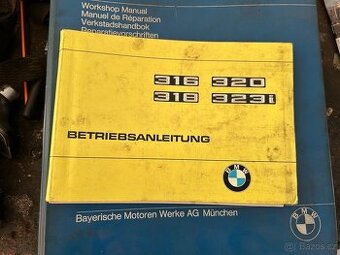 Workshop Manual
Manuel de Réparation
Verkstadshandbok
Reparaturvorschriften
316 320
318 323i
BETRIEBSANLEITUNG
BMW
Bayerische Motoren Werke AG München
BMW
Bazos.cz